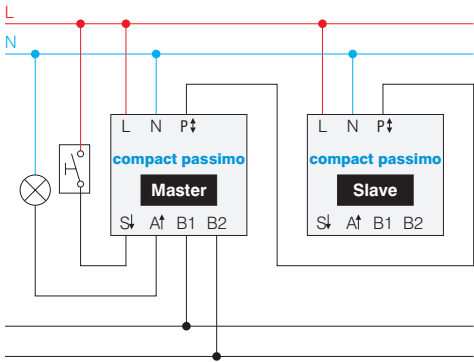 L
N
L N P↕ L N P↕
compact passimo compact passimo
Master Slave
S↓ A↑ B1 B2 S↓ A↑ B1 B2